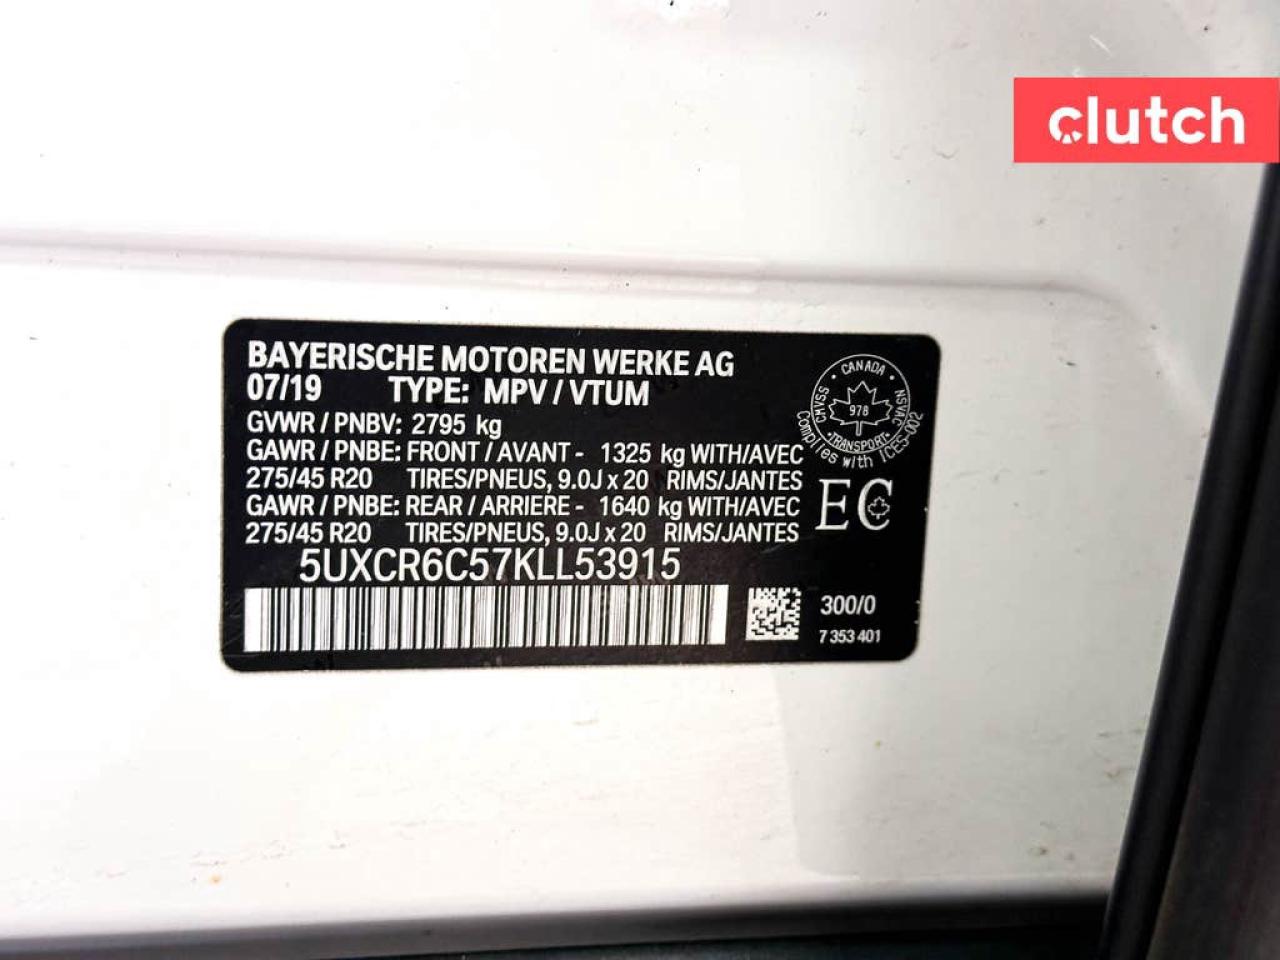 clutch
BAYERISCHE MOTOREN WERKE AG
07/19 TYPE: MPV / VTUM
GVWR / PNBV: 2795 kg
GAWR / PNBE: FRONT / AVANT - 1325 kg WITH/AVEC
275/45 R20 TIRES/PNEUS, 9.0J x 20 RIMS/JANTES
GAWR / PNBE: REAR / ARRIERE - 1640 kg WITH/AVEC
275/45 R20 TIRES/PNEUS, 9.0J x 20 RIMS/JANTES
5UXCR6C57KLL53915
CANADA
CMVSS
NSVAC
978
TRANSPORT
Complies with ICES-002
EC
300/0
7 353 401